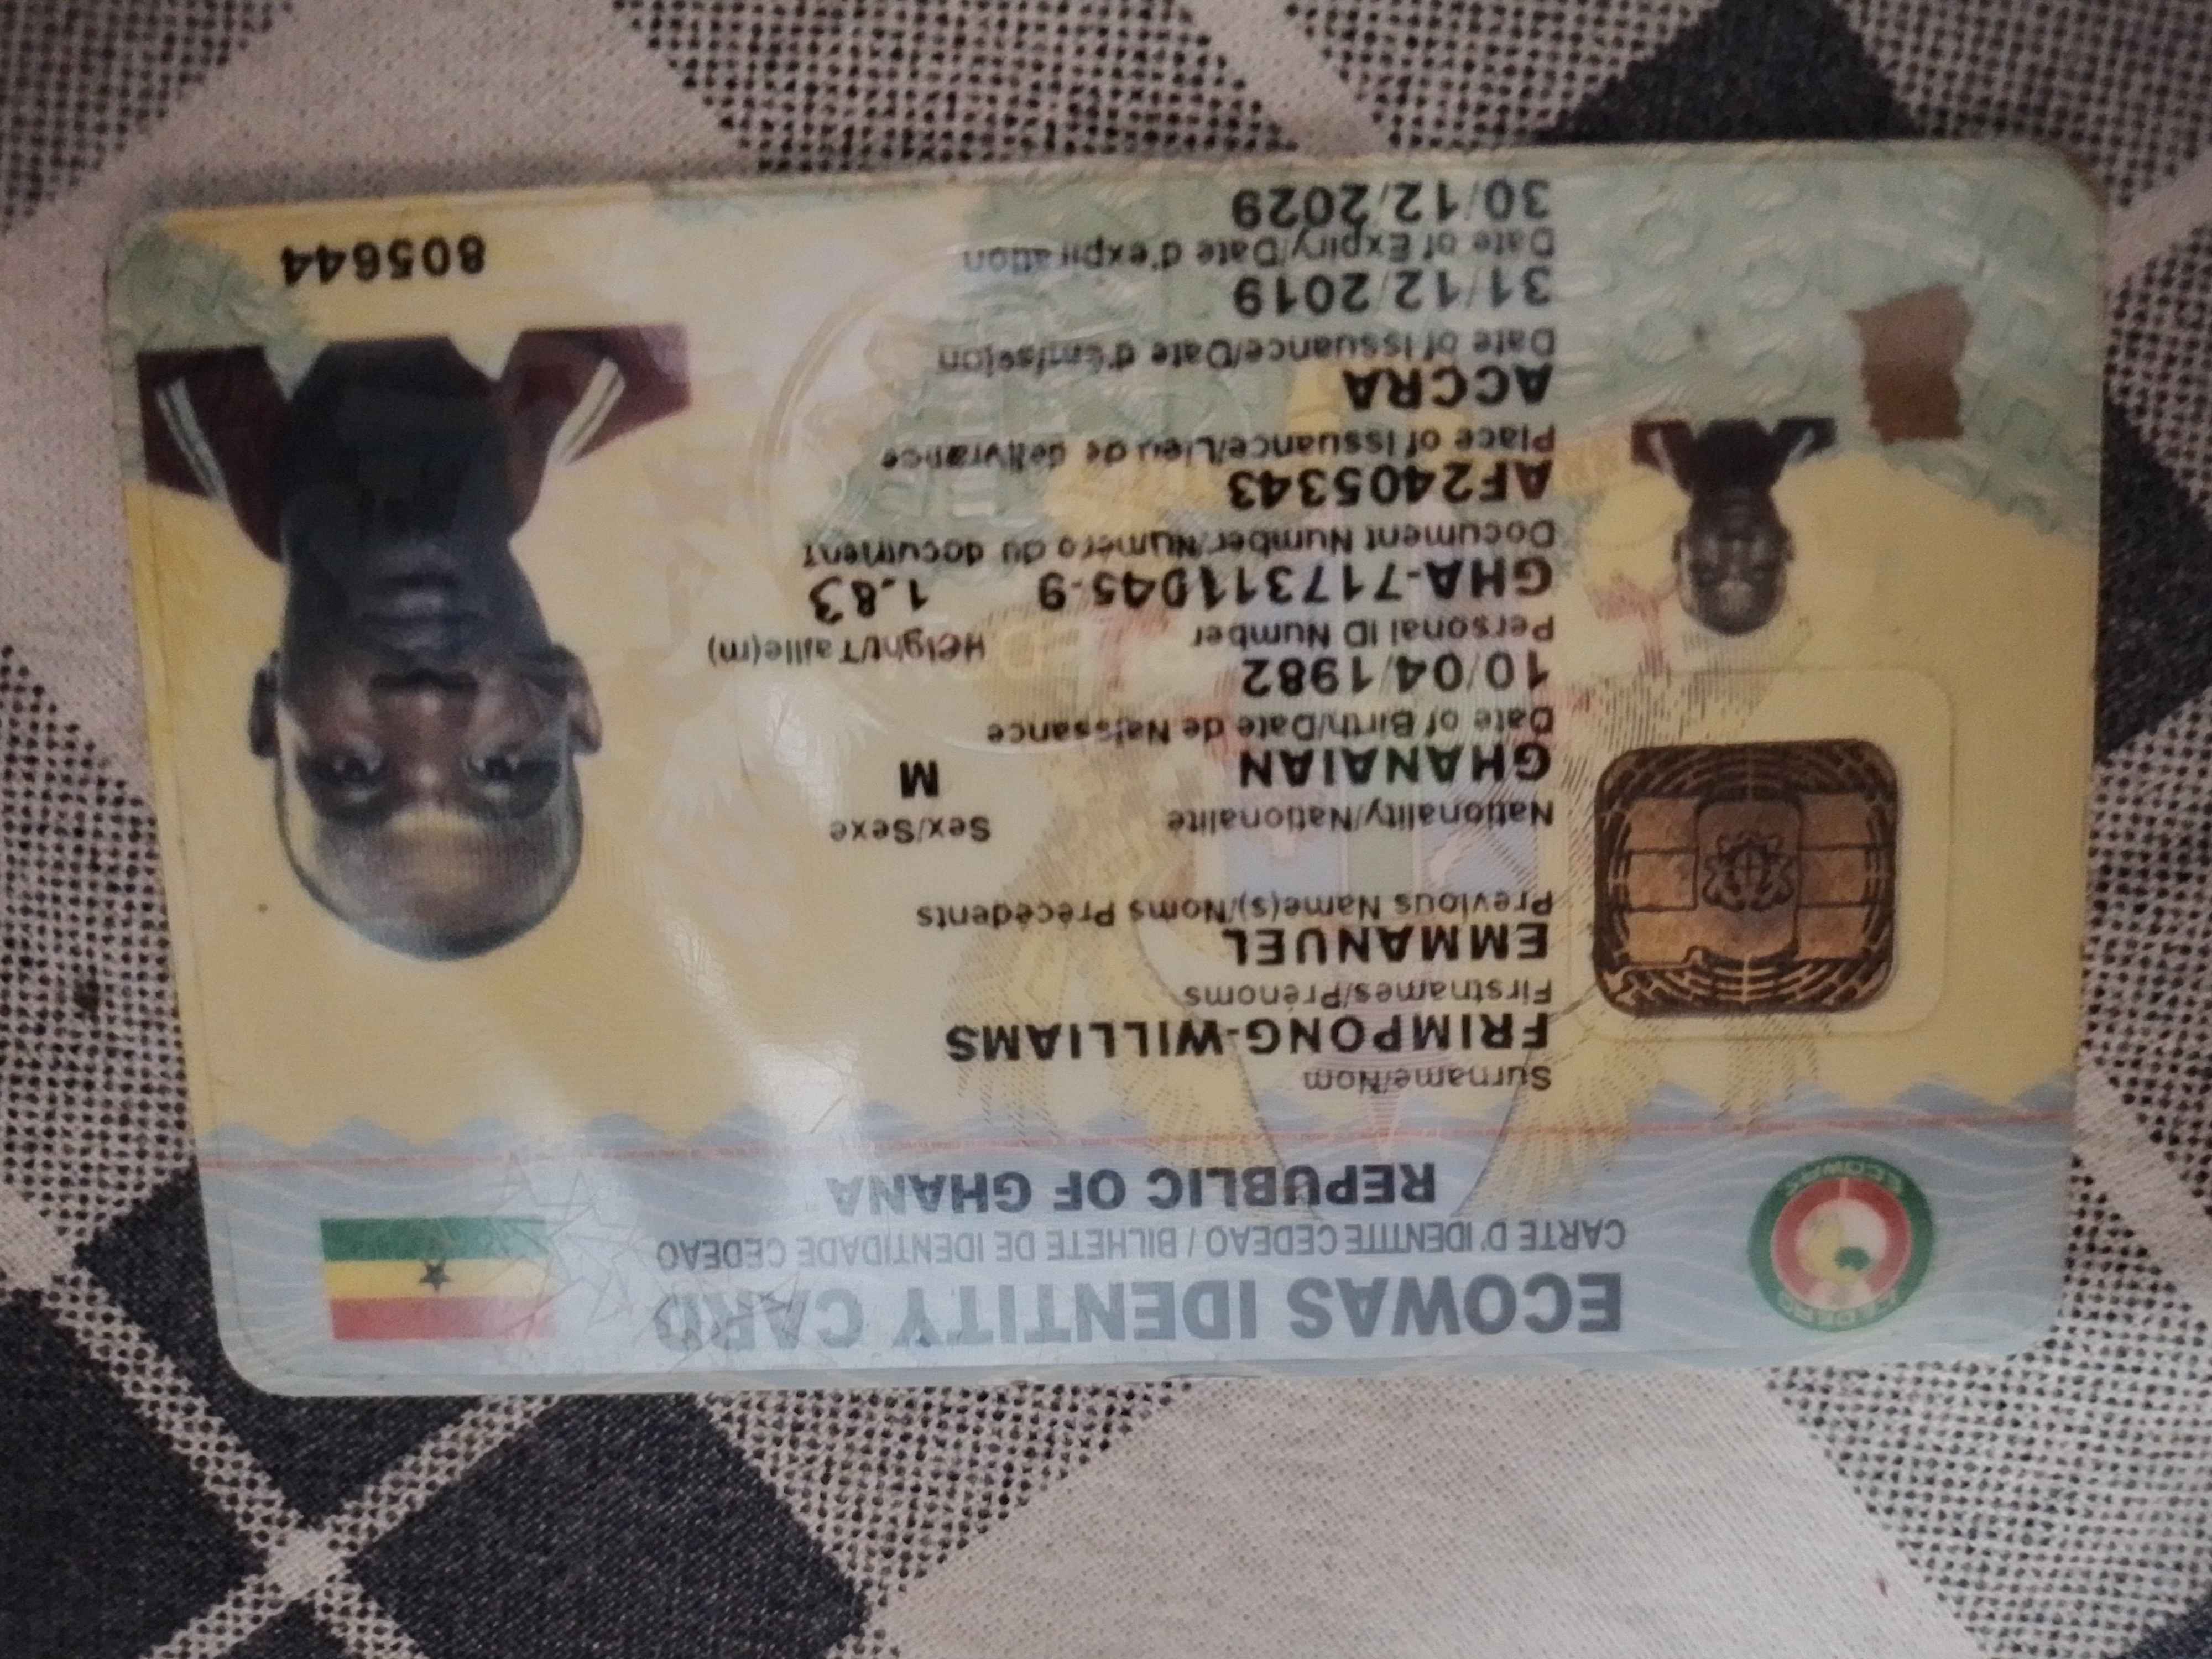 ECOWAS IDENTITY CARD
CARTE D'IDENTITE CEDEAO / BILHETE DE IDENTIDADE CEDEAO
REPUBLIC OF GHANA
Surname/Nom
FRIMPONG-WILLIAMS
Firstnames/Prénoms
EMMANUEL
Previous Name(s)/Noms Précédents
Nationality/Nationalité Sex/Sexe
GHANAIAN M
Date of Birth/Date de Naissance
10/04/1982
Personal ID Number Height/Taille(m)
GHA-717311045-9 1.83
Document Number/Numéro du document
AF2405343
Place of Issuance/Lieu de délivrance
ACCRA
Date of Issuance/Date d'émission
31/12/2019
Date of Expiry/Date d'expiration
30/12/2029
805644
ECOWAS